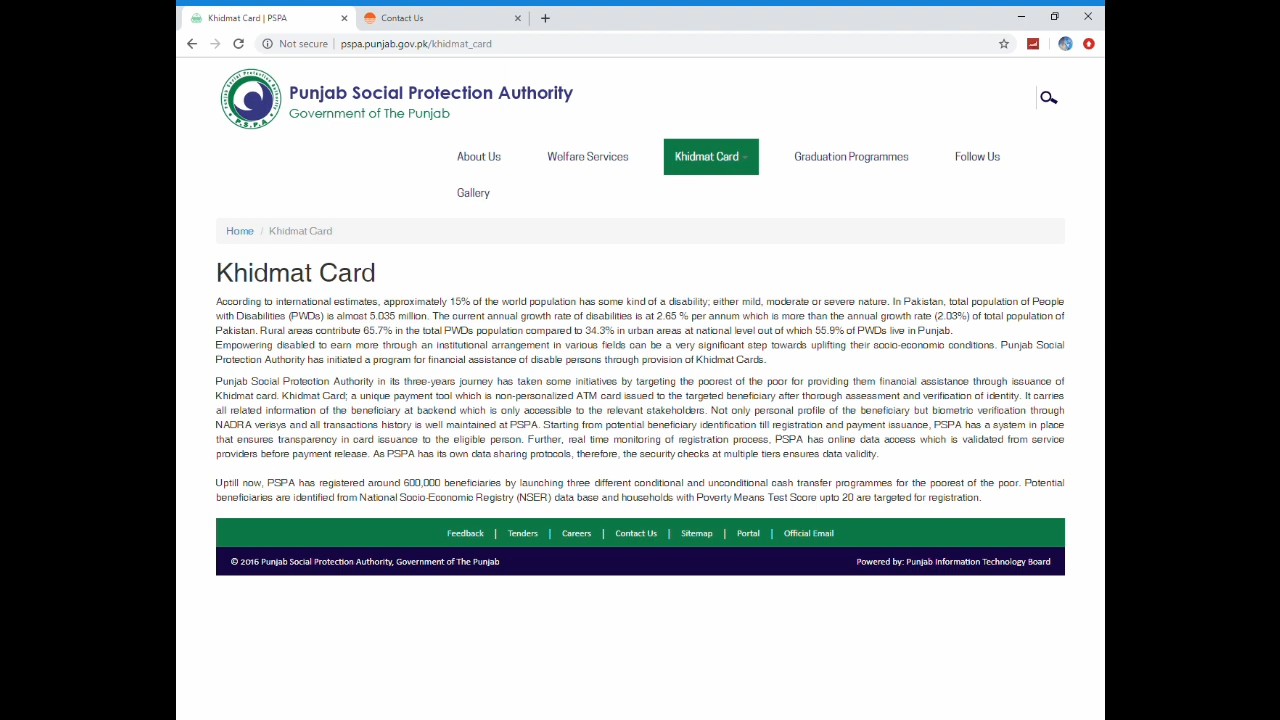 Khidmat Card | PSPA
Contact Us
Not secure | pspa.punjab.gov.pk/khidmat_card
Punjab Social Protection Authority
Government of The Punjab
About Us
Welfare Services
Khidmat Card
Graduation Programmes
Follow Us
Gallery
Home / Khidmat Card
Khidmat Card
According to international estimates, approximately 15% of the world population has some kind of a disability; either mild, moderate or severe nature. In Pakistan, total population of People
with Disabilities (PWDs) is almost 5.035 million. The current annual growth rate of disabilities is at 2.65 % per annum which is more than the annual growth rate (2.03%) of total population of
Pakistan. Rural areas contribute 65.7% in the total PWDs population compared to 34.3% in urban areas at national level out of which 55.9% of PWDs live in Punjab.
Empowering disabled to earn more through an institutional arrangement in various fields can be a very significant step towards uplifting their socio-economic conditions. Punjab Social
Protection Authority has initiated a program for financial assistance of disable persons through provision of Khidmat Cards.
Punjab Social Protection Authority in its three-years journey has taken some initiatives by targeting the poorest of the poor for providing them financial assistance through issuance of
Khidmat card. Khidmat Card; a unique payment tool which is non-personalized ATM card issued to the targeted beneficiary after thorough assessment and verification of identity. It carries
all related information of the beneficiary at backend which is only accessible to the relevant stakeholders. Not only personal profile of the beneficiary but biometric verification through
NADRA verisys and all transactions history is well maintained at PSPA. Starting from potential beneficiary identification till registration and payment issuance, PSPA has a system in place
that ensures transparency in card issuance to the eligible person. Further, real time monitoring of registration process, PSPA has online data access which is validated from service
providers before payment release. As PSPA has its own data sharing protocols, therefore, the security checks at multiple tiers ensures data validity.
Uptill now, PSPA has registered around 600,000 beneficiaries by launching three different conditional and unconditional cash transfer programmes for the poorest of the poor. Potential
beneficiaries are identified from National Socio-Economic Registry (NSER) data base and households with Poverty Means Test Score upto 20 are targeted for registration.
Feedback | Tenders | Careers | Contact Us | Sitemap | Portal | Official Email
© 2016 Punjab Social Protection Authority, Government of The Punjab
Powered by: Punjab Information Technology Board